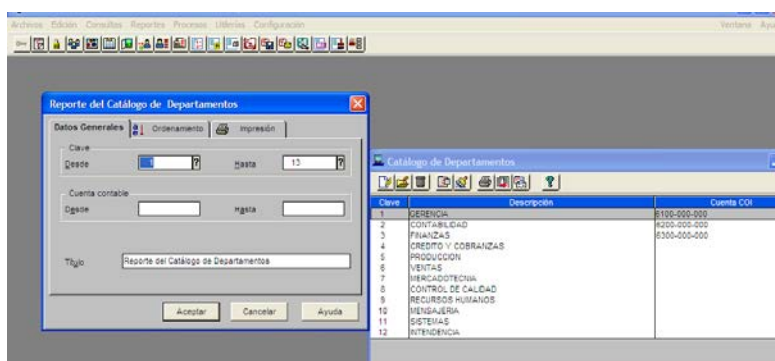 Archivos Edición Consultas Reportes Procesos Utilerías Configuración Ventana
Reporte del Catálogo de Departamentos
Datos Generales Ordenamiento Impresión
Clave
Desde 1 ? Hasta 13 ?
Cuenta contable
Desde Hasta
Título Reporte del Catálogo de Departamentos
Aceptar Cancelar Ayuda
Catálogo de Departamentos
Clave Descripción Cuenta COI
1 GERENCIA 6100-000-000
2 CONTABILIDAD 6200-000-000
3 FINANZAS 6300-000-000
4 CREDITO Y COBRANZAS
5 PRODUCCION
6 VENTAS
7 MERCADOTECNIA
8 CONTROL DE CALIDAD
9 RECURSOS HUMANOS
10 MENSAJERIA
11 SISTEMAS
12 INTENDENCIA